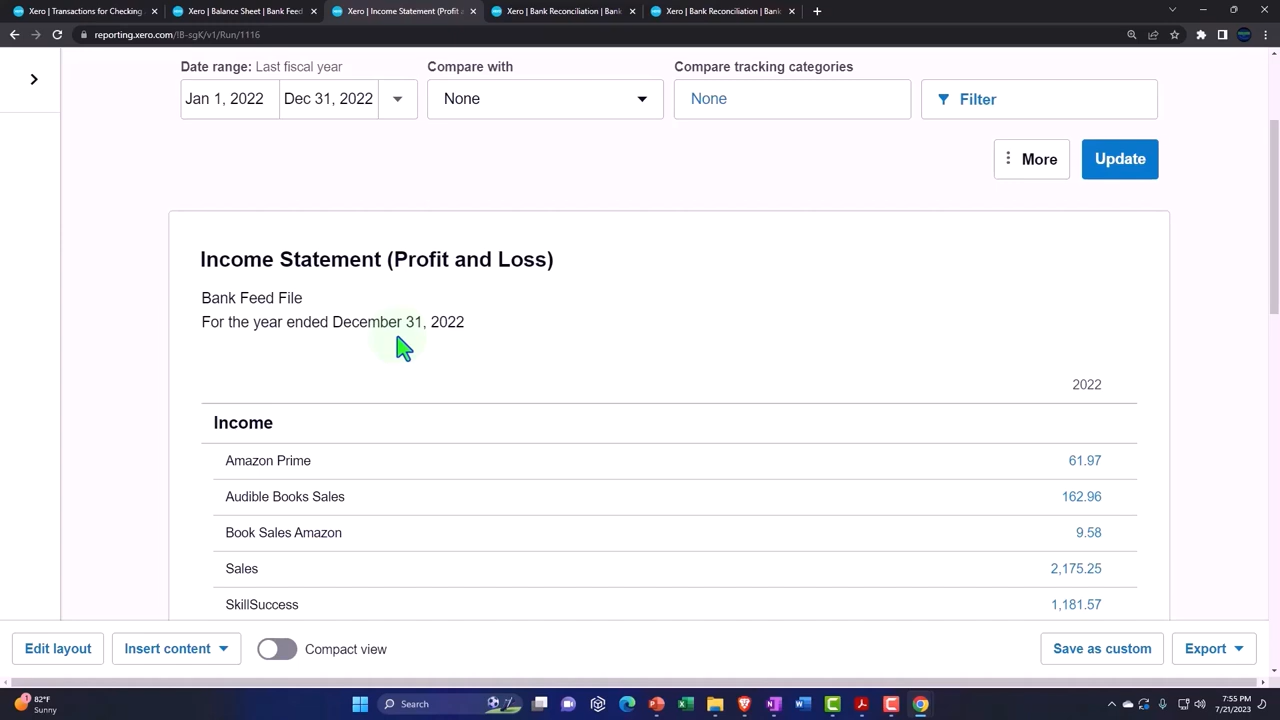 Xero | Transactions for Checking
Xero | Balance Sheet | Bank Feed
Xero | Income Statement (Profit a
Xero | Bank Reconciliation | Bank
Xero | Bank Reconciliation | Bank
reporting.xero.com/!B-sgK/v1/Run/1116
Date range: Last fiscal year
Compare with
Compare tracking categories
Jan 1, 2022
Dec 31, 2022
None
None
Filter
More
Update
Income Statement (Profit and Loss)
Bank Feed File
For the year ended December 31, 2022
2022
Income
Amazon Prime 61.97
Audible Books Sales 162.96
Book Sales Amazon 9.58
Sales 2,175.25
SkillSuccess 1,181.57
Edit layout
Insert content
Compact view
Save as custom
Export
82°F
Sunny
Search
7:55 PM
7/21/2023